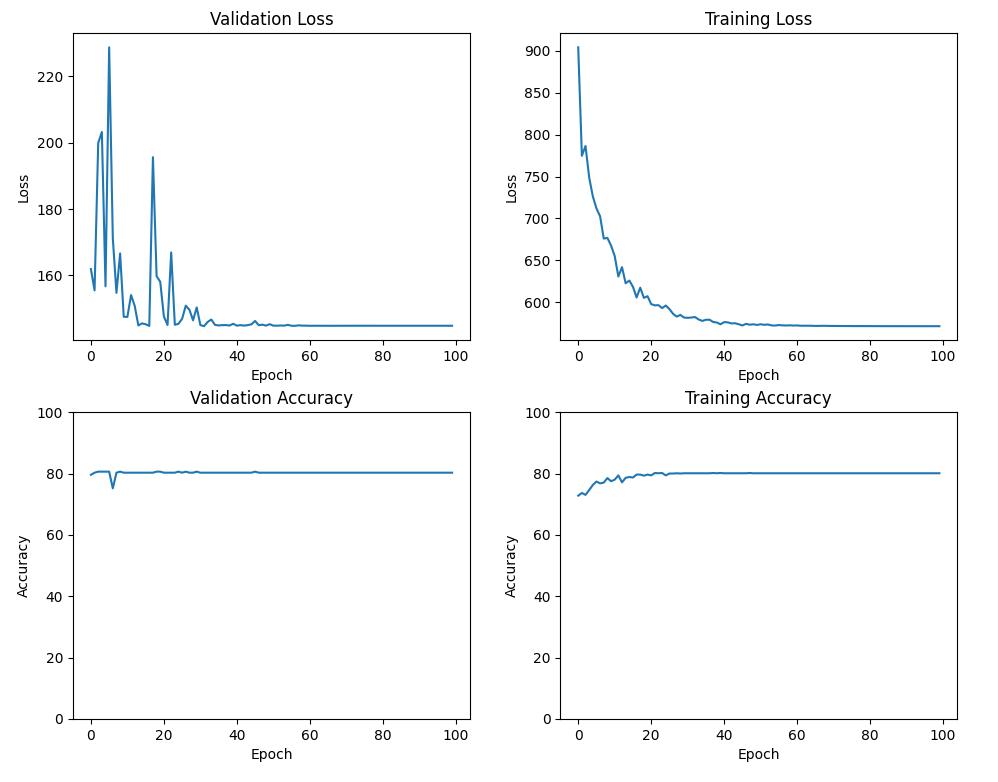 Validation Loss
Loss
220
200
180
160
0 20 40 60 80 100
Epoch
Training Loss
Loss
900
850
800
750
700
650
600
0 20 40 60 80 100
Epoch
Validation Accuracy
Accuracy
100
80
60
40
20
0
0 20 40 60 80 100
Epoch
Training Accuracy
Accuracy
100
80
60
40
20
0
0 20 40 60 80 100
Epoch